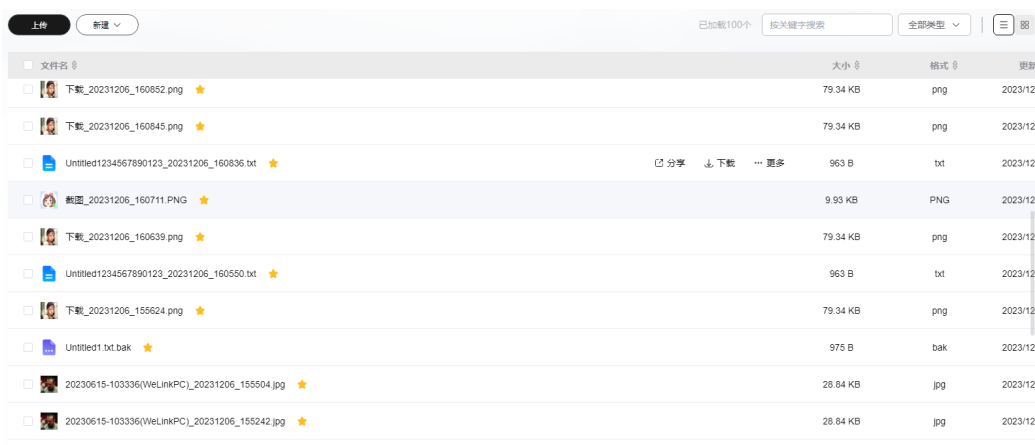 上传 新建 已加载100个 按关键字搜索 全部类型
文件名 大小 格式 更新
下载_20231206_160852.png 79.34 KB png 2023/12
下载_20231206_160845.png 79.34 KB png 2023/12
Untitled1234567890123_20231206_160836.txt 分享 下载 ··· 更多 963 B txt 2023/12
截图_20231206_160711.PNG 9.93 KB PNG 2023/12
下载_20231206_160639.png 79.34 KB png 2023/12
Untitled1234567890123_20231206_160550.txt 963 B txt 2023/12
下载_20231206_155624.png 79.34 KB png 2023/12
Untitled1.txt.bak 975 B bak 2023/12
20230615-103336(WeLinkPC)_20231206_155504.jpg 28.84 KB jpg 2023/12
20230615-103336(WeLinkPC)_20231206_155242.jpg 28.84 KB jpg 2023/12